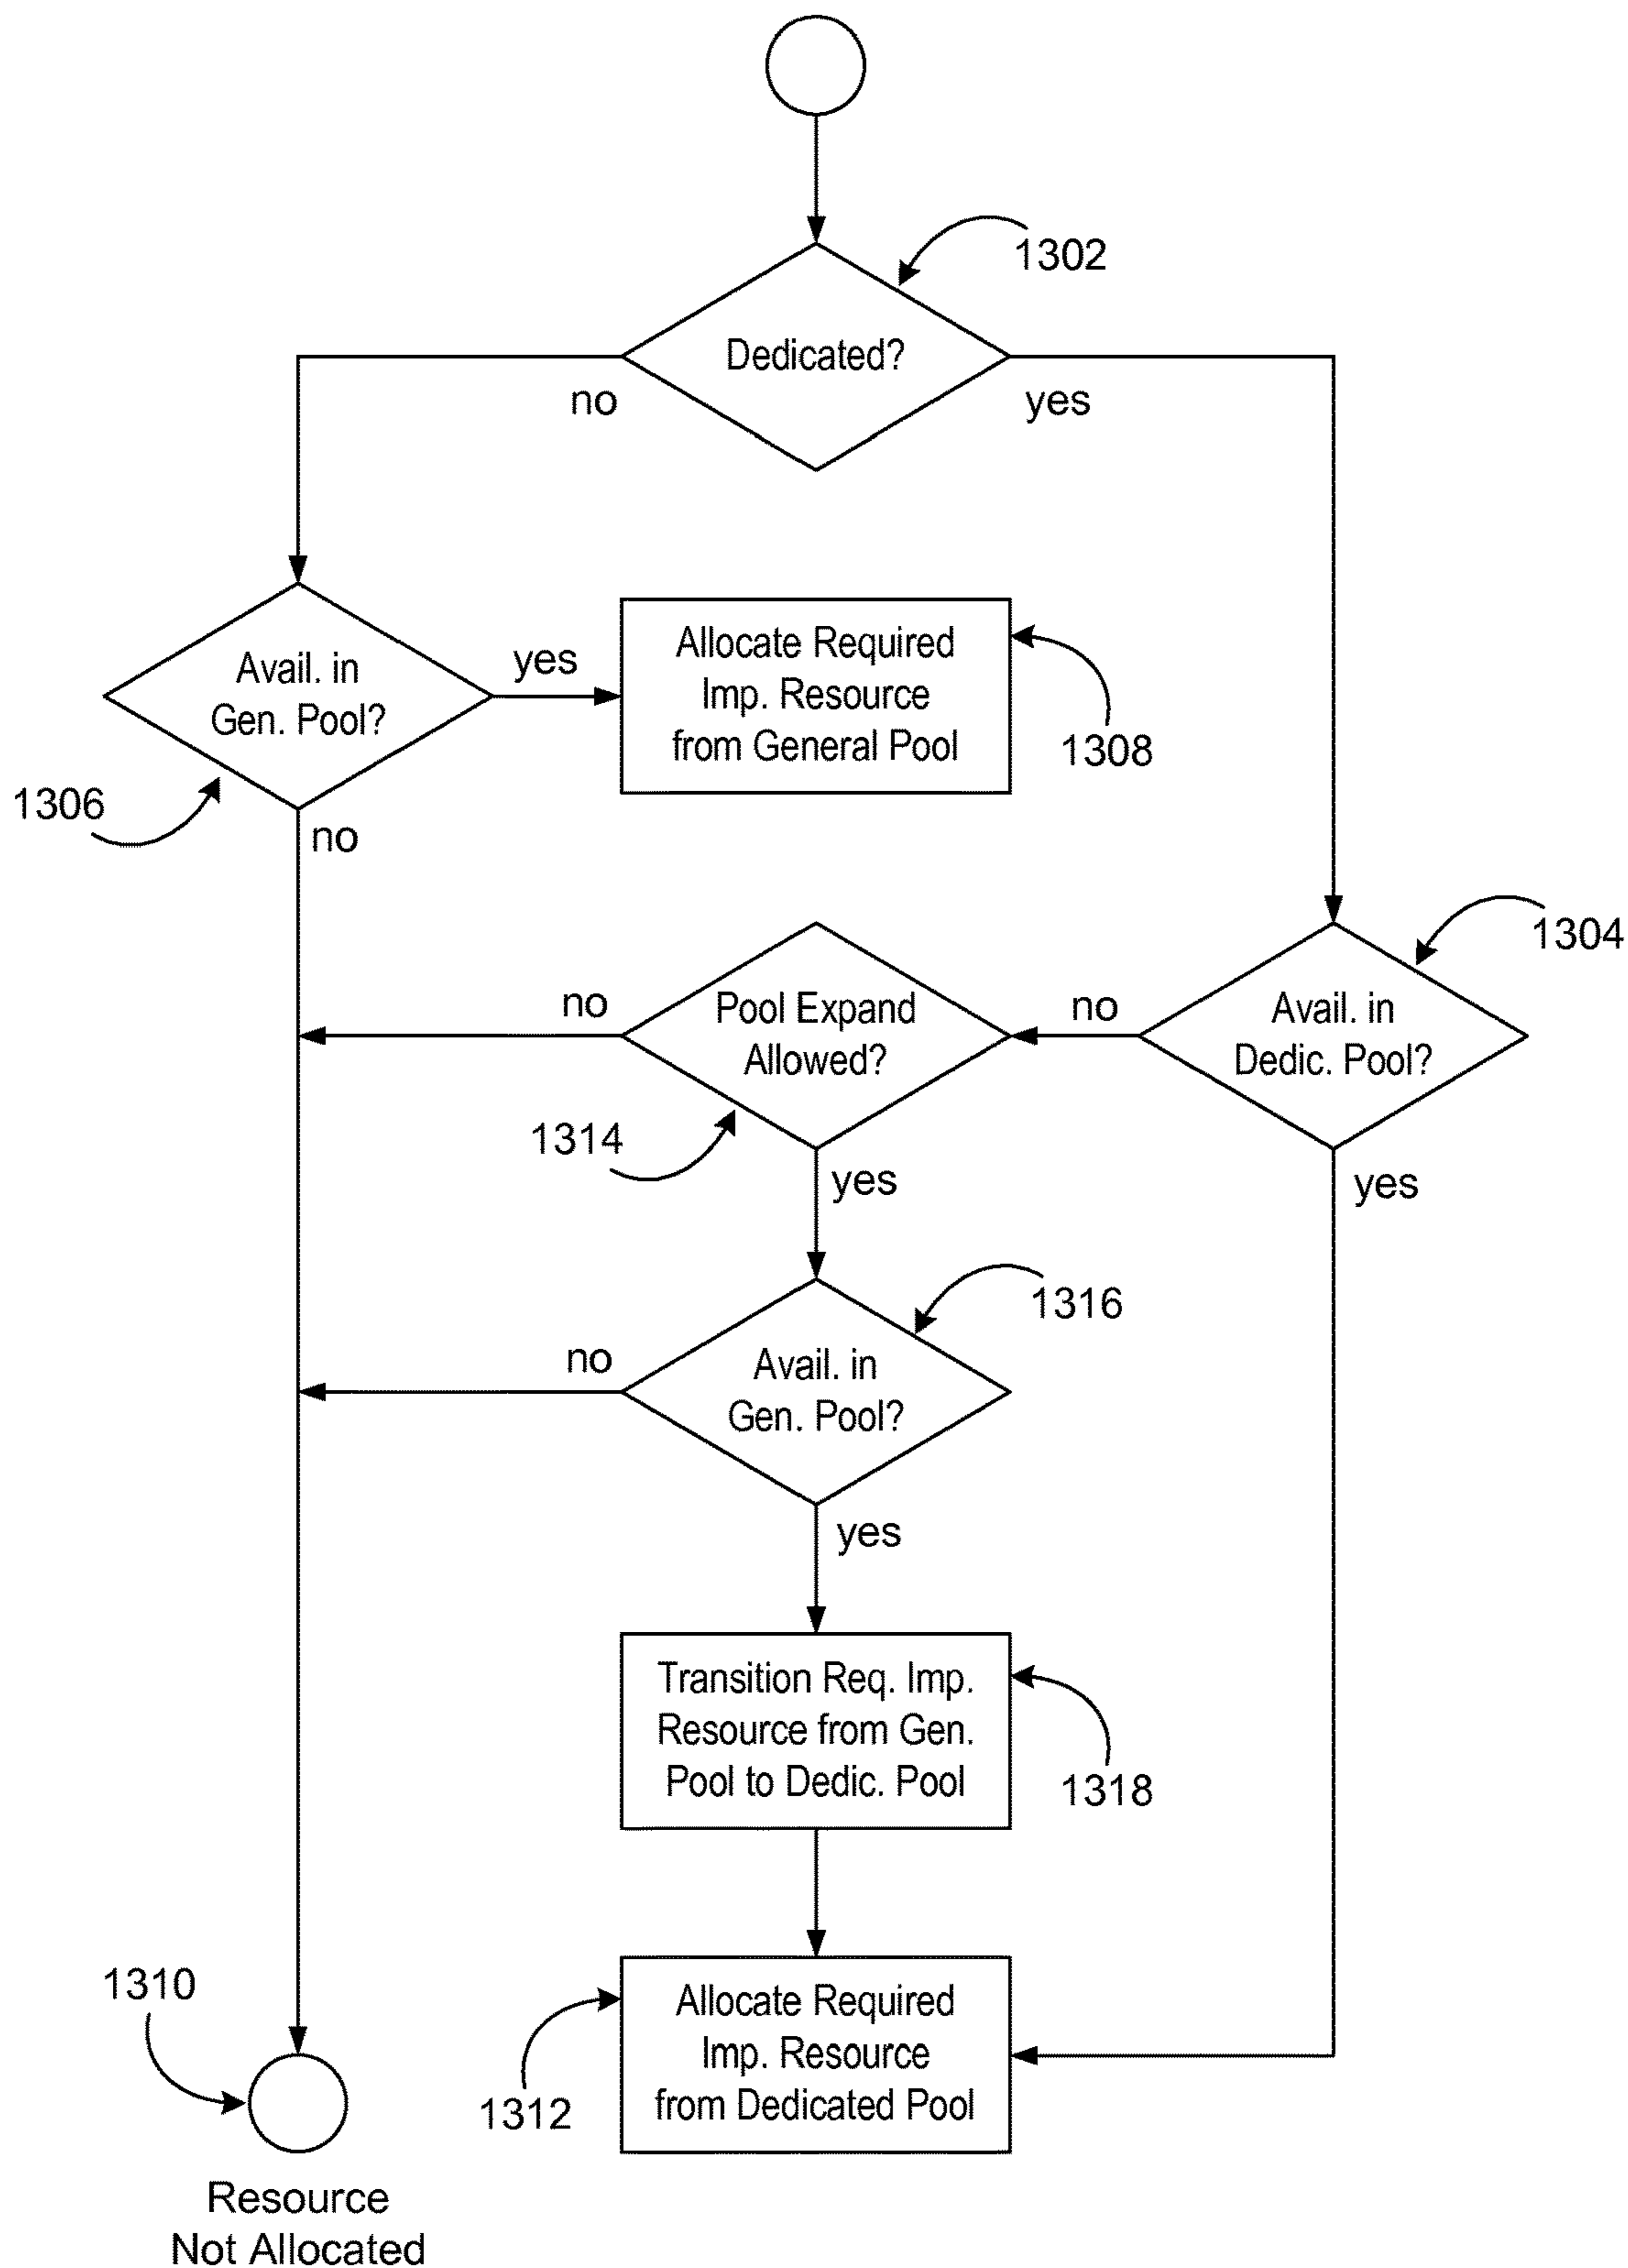 1302
Dedicated?
no
yes
Avail. in
Gen. Pool?
yes
Allocate Required
Imp. Resource
from General Pool
1308
1306
no
1304
Avail. in
Dedic. Pool?
no
Pool Expand
Allowed?
no
1314
yes
yes
1316
Avail. in
Gen. Pool?
no
yes
Transition Req. Imp.
Resource from Gen.
Pool to Dedic. Pool
1318
1310
Allocate Required
Imp. Resource
from Dedicated Pool
1312
Resource
Not Allocated